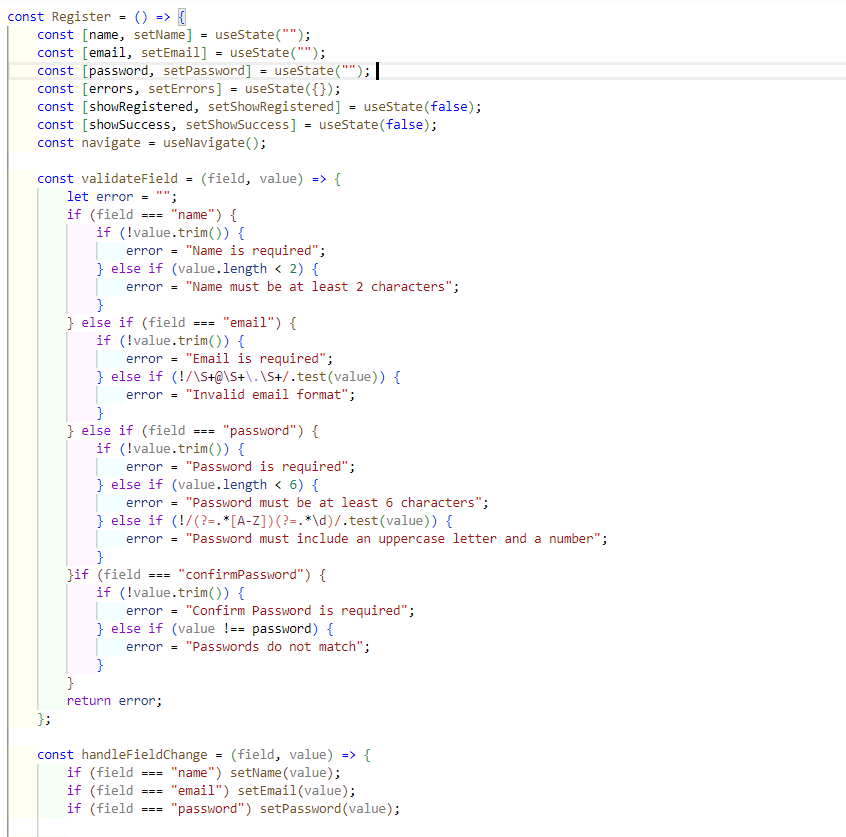 const Register = () => {
    const [name, setName] = useState("");
    const [email, setEmail] = useState("");
    const [password, setPassword] = useState("");
    const [errors, setErrors] = useState({});
    const [showRegistered, setShowRegistered] = useState(false);
    const [showSuccess, setShowSuccess] = useState(false);
    const navigate = useNavigate();

    const validateField = (field, value) => {
        let error = "";
        if (field === "name") {
            if (!value.trim()) {
                error = "Name is required";
            } else if (value.length < 2) {
                error = "Name must be at least 2 characters";
            }
        } else if (field === "email") {
            if (!value.trim()) {
                error = "Email is required";
            } else if (!/\S+@\S+\.\S+/.test(value)) {
                error = "Invalid email format";
            }
        } else if (field === "password") {
            if (!value.trim()) {
                error = "Password is required";
            } else if (value.length < 6) {
                error = "Password must be at least 6 characters";
            } else if (!/(?=.*[A-Z])(?=.*\d)/.test(value)) {
                error = "Password must include an uppercase letter and a number";
            }
        }if (field === "confirmPassword") {
            if (!value.trim()) {
                error = "Confirm Password is required";
            } else if (value !== password) {
                error = "Passwords do not match";
            }
        }
        return error;
    };

    const handleFieldChange = (field, value) => {
        if (field === "name") setName(value);
        if (field === "email") setEmail(value);
        if (field === "password") setPassword(value);